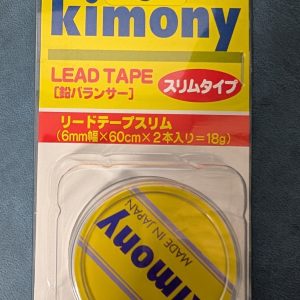 kimony
LEAD TAPE
[鉛バランサー]
スリムタイプ
リードテープスリム
(6mm幅×60cm×2本入り=18g)
kimony
MADE IN JAPAN
kimony